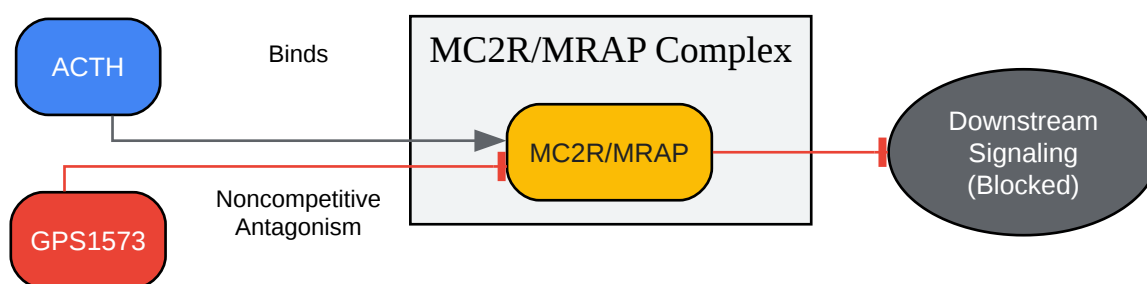 ACTH
Binds
MC2R/MRAP Complex
MC2R/MRAP
Downstream
Signaling
(Blocked)
GPS1573
Noncompetitive
Antagonism